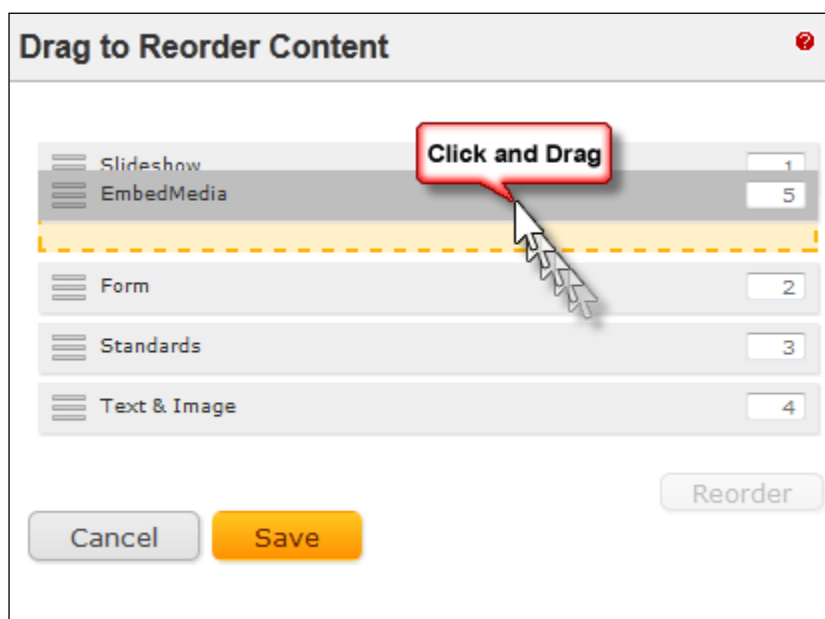 Drag to Reorder Content ?
Click and Drag
Slideshow 1
EmbedMedia 5
Form 2
Standards 3
Text & Image 4
Reorder
Cancel Save